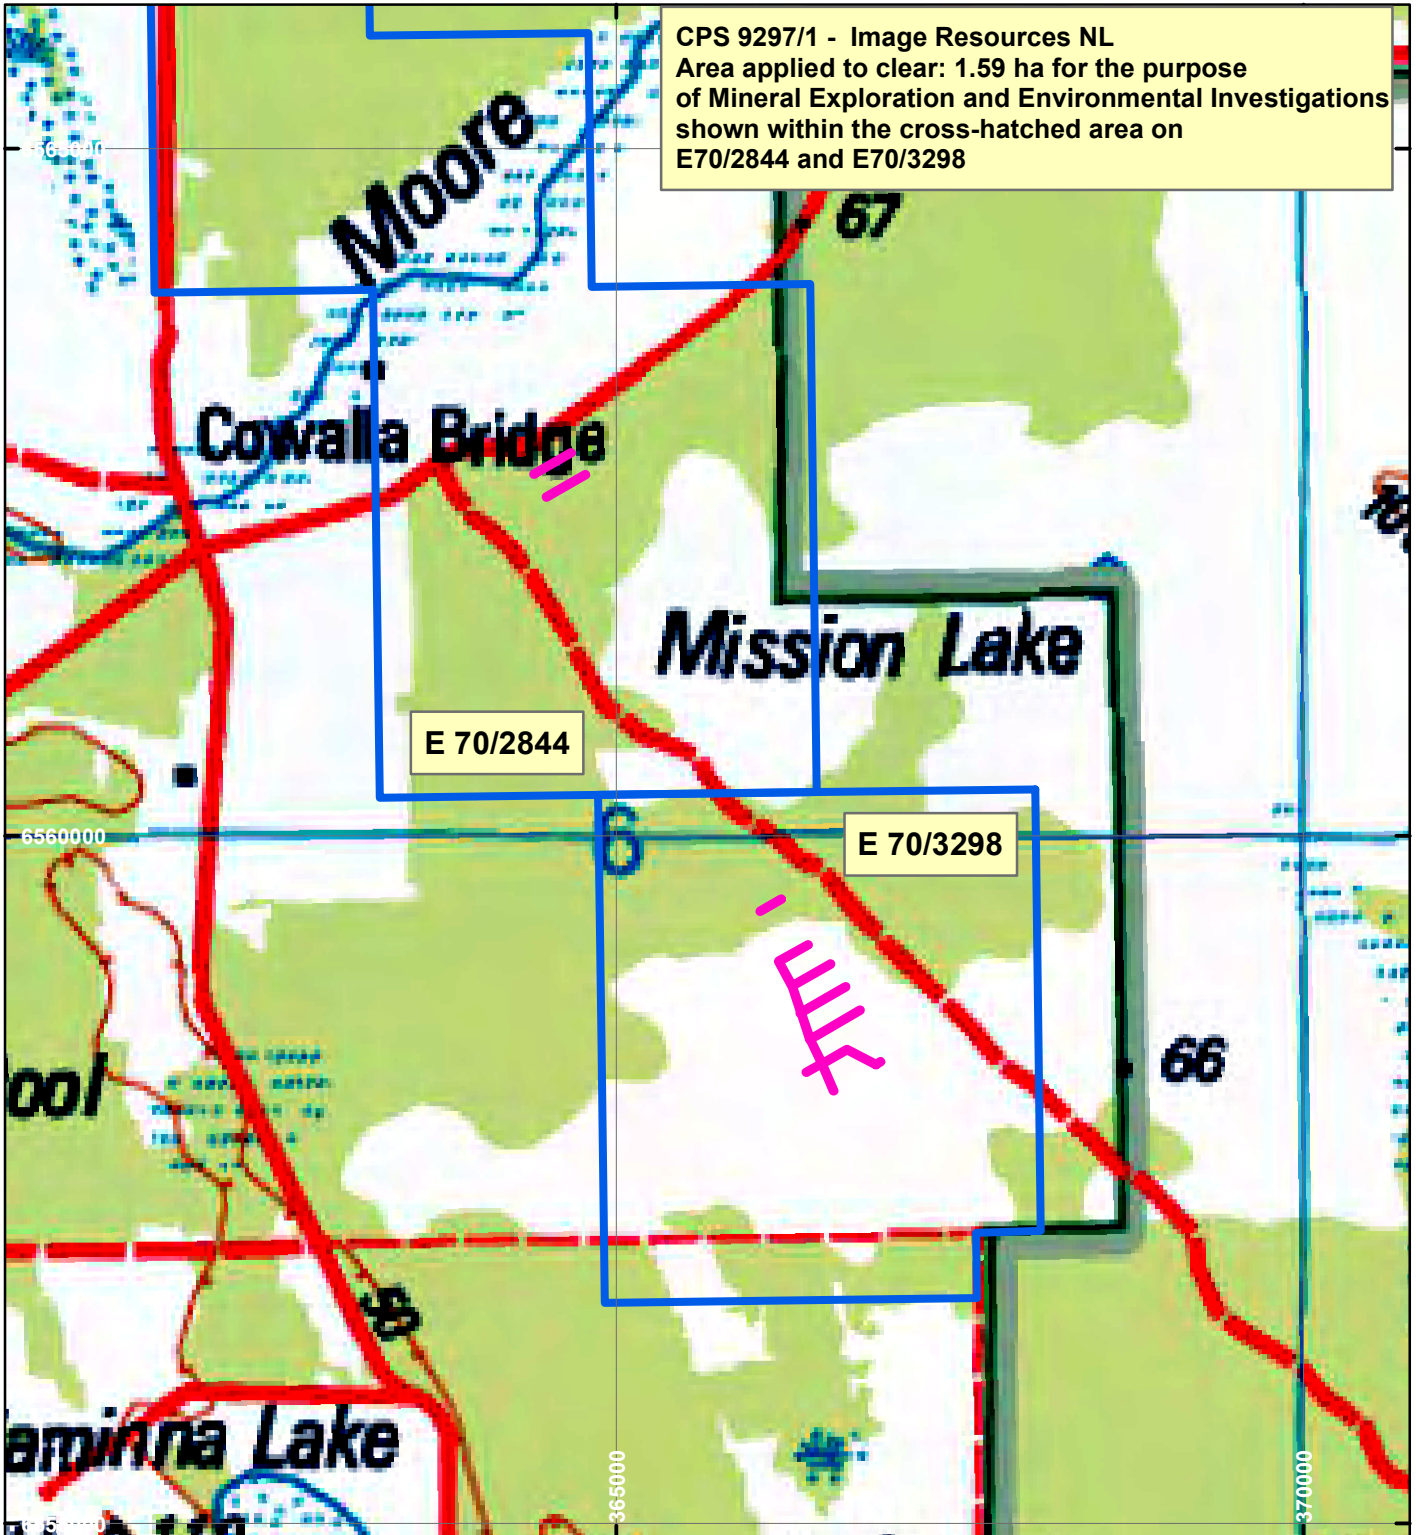 CPS 9297/1 - Image Resources NL
Area applied to clear: 1.59 ha for the purpose
of Mineral Exploration and Environmental Investigations
shown within the cross-hatched area on
E70/2844 and E70/3298
Moore
67
Cowalla Bridge
Mission Lake
E 70/2844
6560000
6
E 70/3298
66
ool
50
aminna Lake
365000
370000